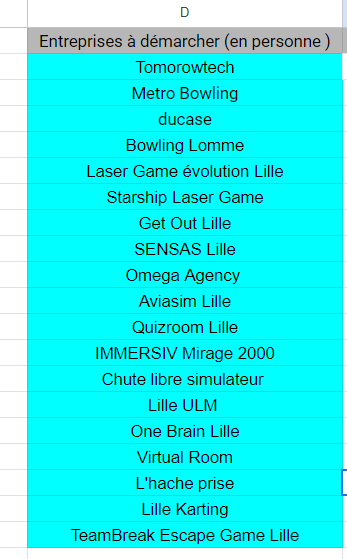 D
Entreprises à démarcher (en personne )
Tomorowtech
Metro Bowling
ducase
Bowling Lomme
Laser Game évolution Lille
Starship Laser Game
Get Out Lille
SENSAS Lille
Omega Agency
Aviasim Lille
Quizroom Lille
IMMERSIV Mirage 2000
Chute libre simulateur
Lille ULM
One Brain Lille
Virtual Room
L'hache prise
Lille Karting
TeamBreak Escape Game Lille